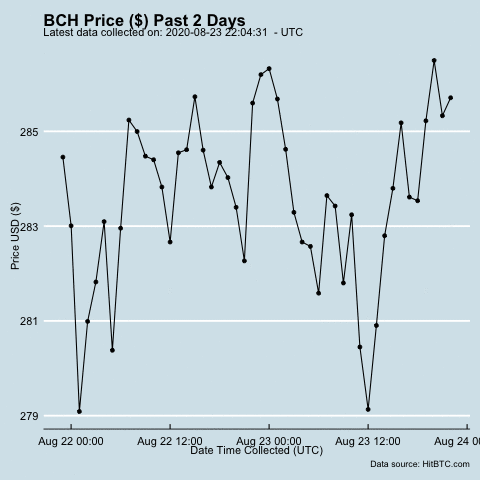 BCH Price ($) Past 2 Days
Latest data collected on: 2020-08-23 22:04:31 - UTC
Price USD ($)
285
283
281
279
Aug 22 00:00 Aug 22 12:00 Aug 23 00:00 Aug 23 12:00 Aug 24 0
Date Time Collected (UTC)
Data source: HitBTC.com